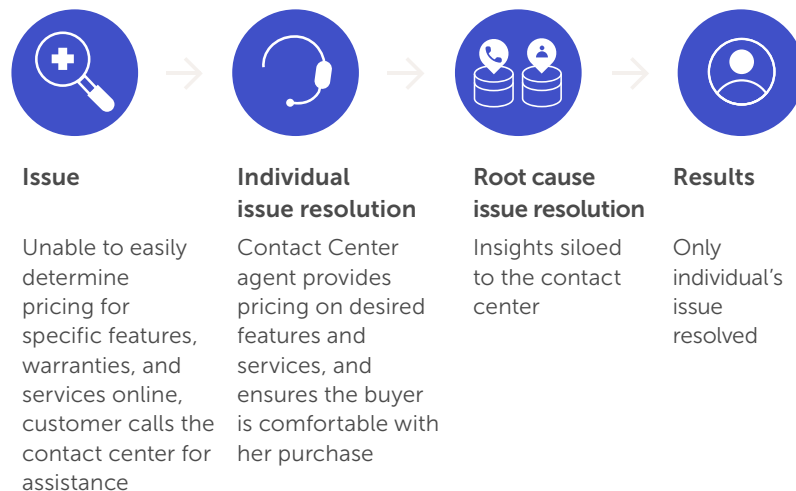 Issue
Unable to easily
determine
pricing for
specific features,
warranties, and
services online,
customer calls the
contact center for
assistance
Individual
issue resolution
Contact Center
agent provides
pricing on desired
features and
services, and
ensures the buyer
is comfortable with
her purchase
Root cause
issue resolution
Insights siloed
to the contact
center
Results
Only
individual’s
issue
resolved